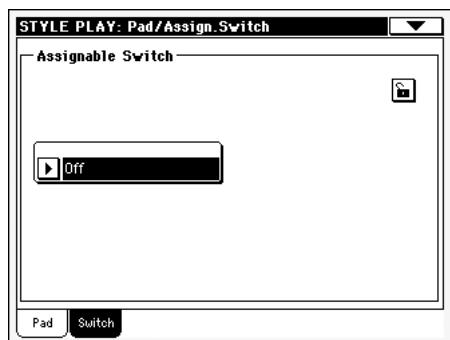 STYLE PLAY: Pad/Assign.Switch
Assignable Switch
Off
Pad Switch